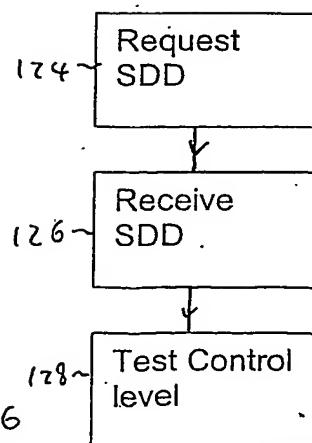 Request
124 ~ SDD
Receive
126 ~ SDD
Test Control
128 ~ level
6